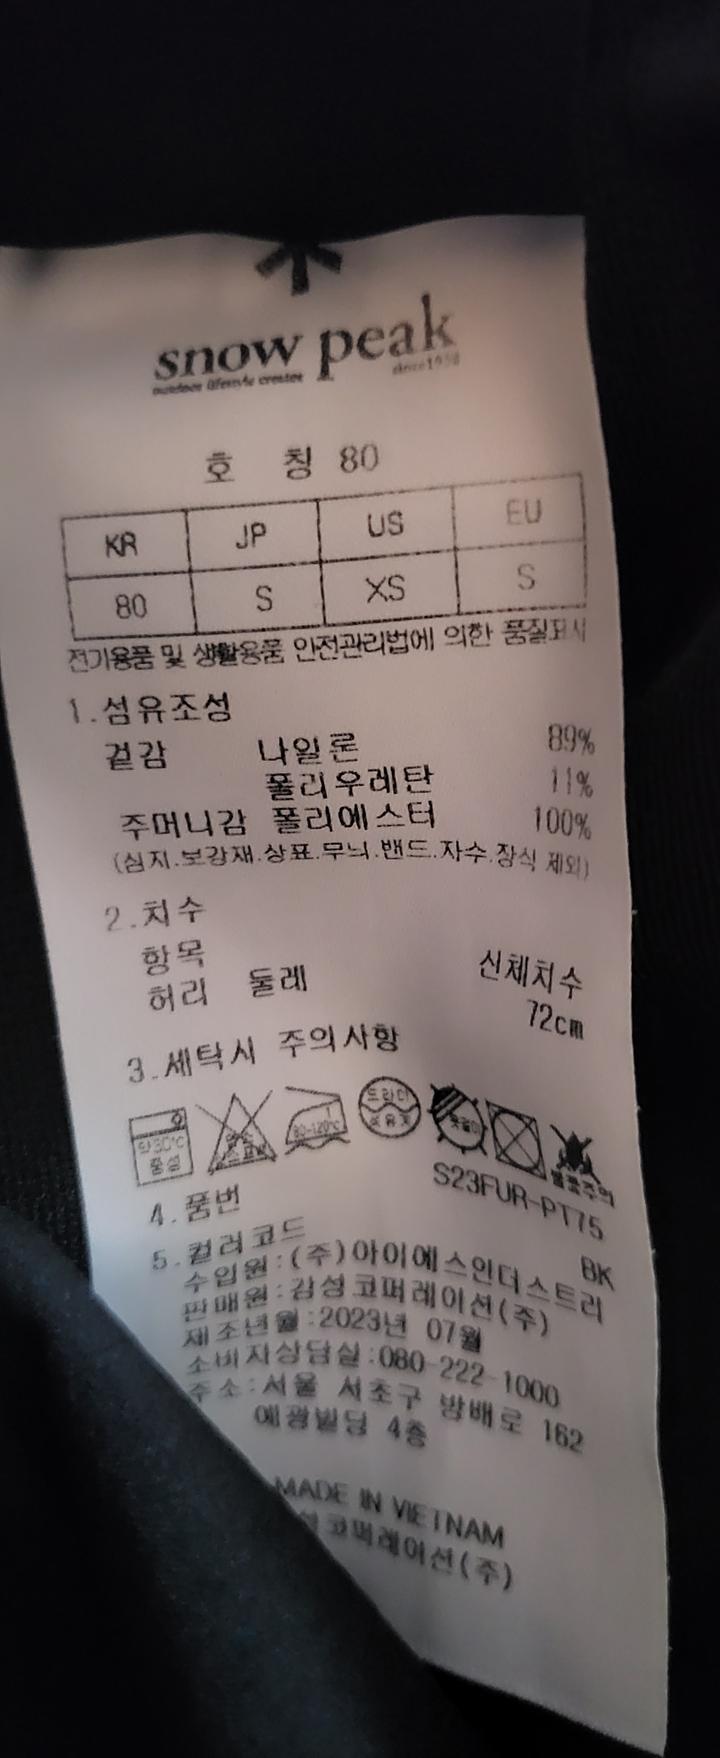 snow peak
outdoor lifestyle creator
since1958
호 칭 80
KR JP US EU
80 S XS S
전기용품 및 생활용품 안전관리법에 의한 품질표시
1.섬유조성
겉감 나일론 89%
폴리우레탄 11%
주머니감 폴리에스터 100%
(심지.보강재.상표.무늬.밴드.자수.장식 제외)
2.치수
항목 신체치수
허리 둘레 72cm
3.세탁시 주의사항
약30℃
중성
80~120℃
드라이
석유계
불꽃주의
4.품번 S23FUR-PT75
5.컬러코드 BK
수입원:(주)아이에스인더스트리
판매원:감성코퍼레이션(주)
제조년월:2023년 07월
소비자상담실:080-222-1000
주소:서울 서초구 방배로 162
예광빌딩 4층
MADE IN VIETNAM
성코퍼레이션(주)